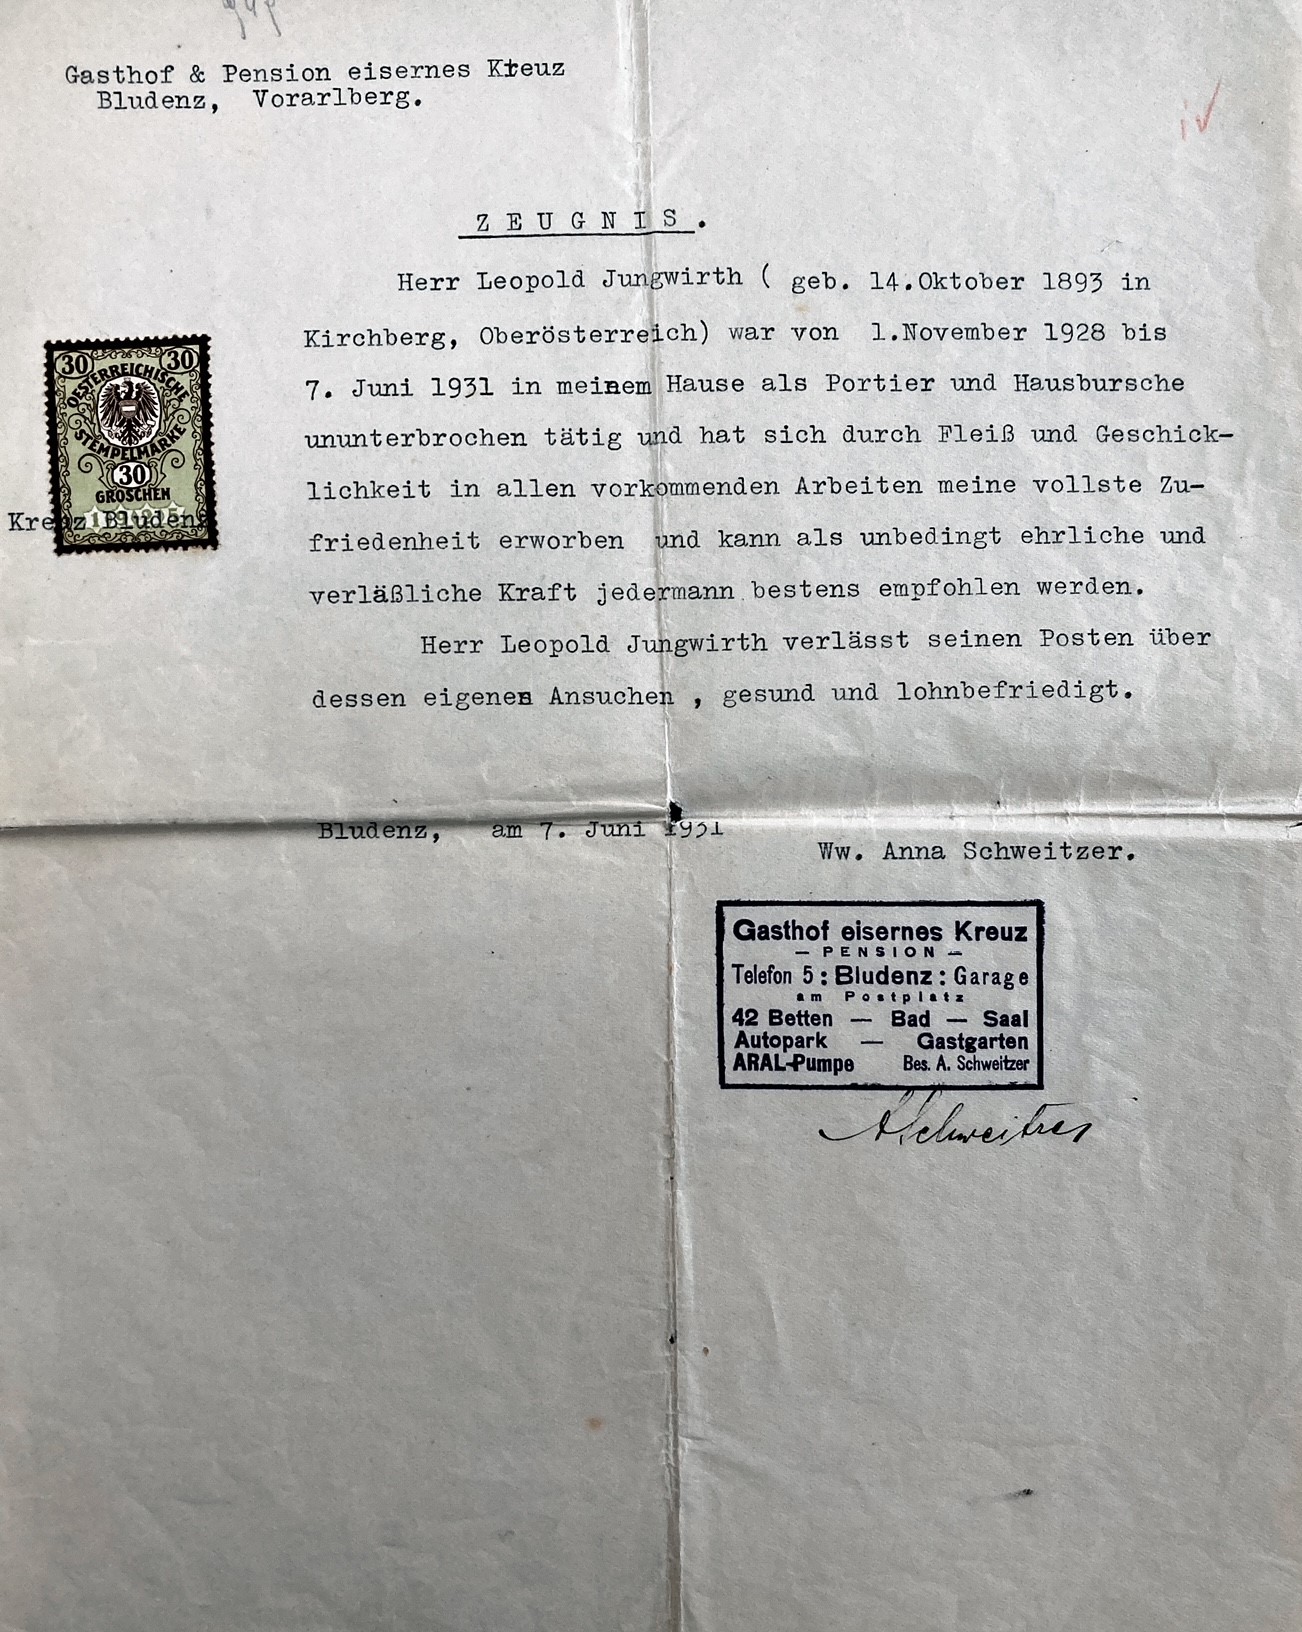 Gasthof & Pension eisernes Kreuz
Bludenz, Vorarlberg.
Z E U G N I S .
Herr Leopold Jungwirth ( geb. 14.Oktober 1893 in
Kirchberg, Oberösterreich) war von 1.November 1928 bis
7. Juni 1931 in meinem Hause als Portier und Hausbursche
ununterbrochen tätig und hat sich durch Fleiß und Geschick-
lichkeit in allen vorkommenden Arbeiten meine vollste Zu-
friedenheit erworben und kann als unbedingt ehrliche und
verläßliche Kraft jedermann bestens empfohlen werden.
Herr Leopold Jungwirth verlässt seinen Posten über
dessen eigenes Ansuchen , gesund und lohnbefriedigt.
30 30
OESTERREICHISCHE
STEMPELMARKE
30
GROSCHEN
Kreuz Bludenz
Bludenz, am 7. Juni 1931
Ww. Anna Schweitzer.
Gasthof eisernes Kreuz
— PENSION —
Telefon 5 : Bludenz : Garage
am Postplatz
42 Betten — Bad — Saal
Autopark — Gastgarten
ARAL-Pumpe Bes. A. Schweitzer
ASchweitzer